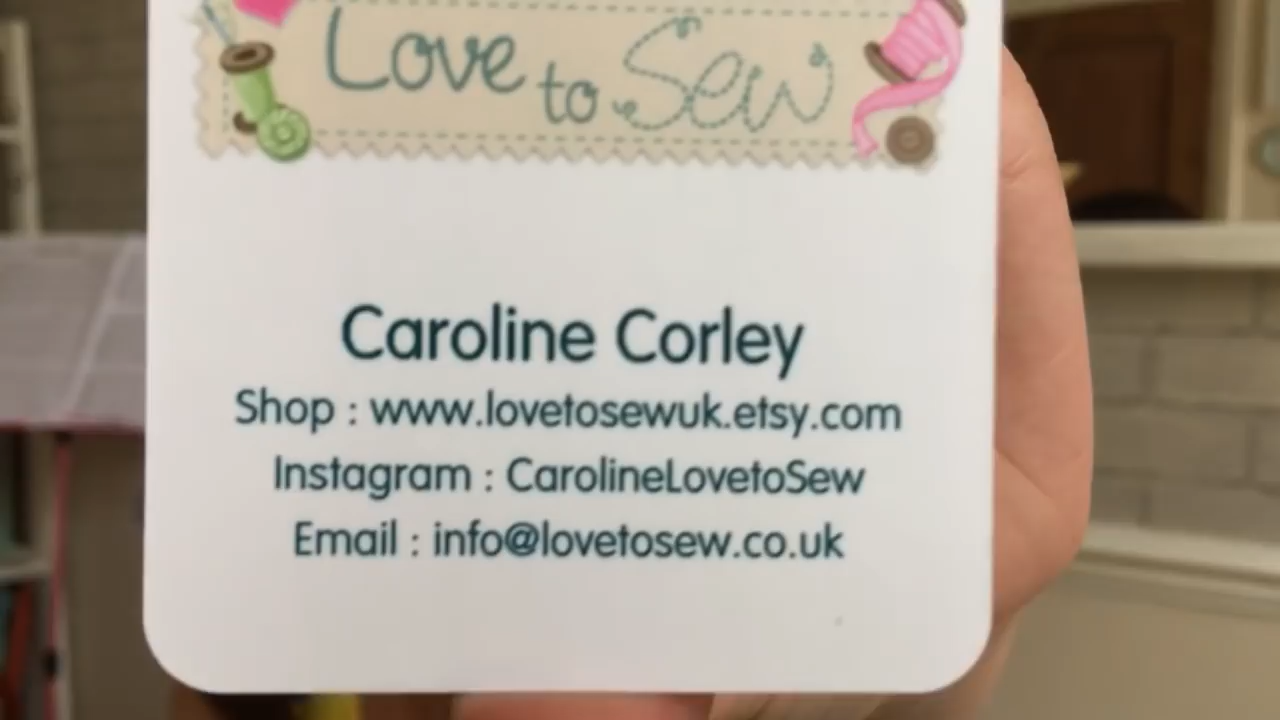 Love to Sew
Caroline Corley
Shop : www.lovetosewuk.etsy.com
Instagram : CarolineLovetoSew
Email : info@lovetosew.co.uk